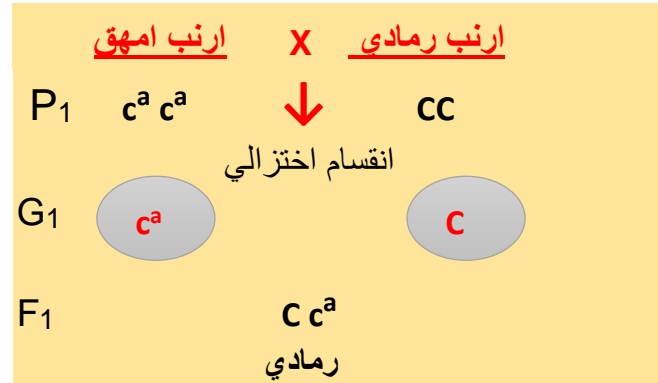 ارنب رمادي X ارنب امهق
P1 cᵃ cᵃ CC
انقسام اختزالي
G1 cᵃ C
F1 C cᵃ
رمادي